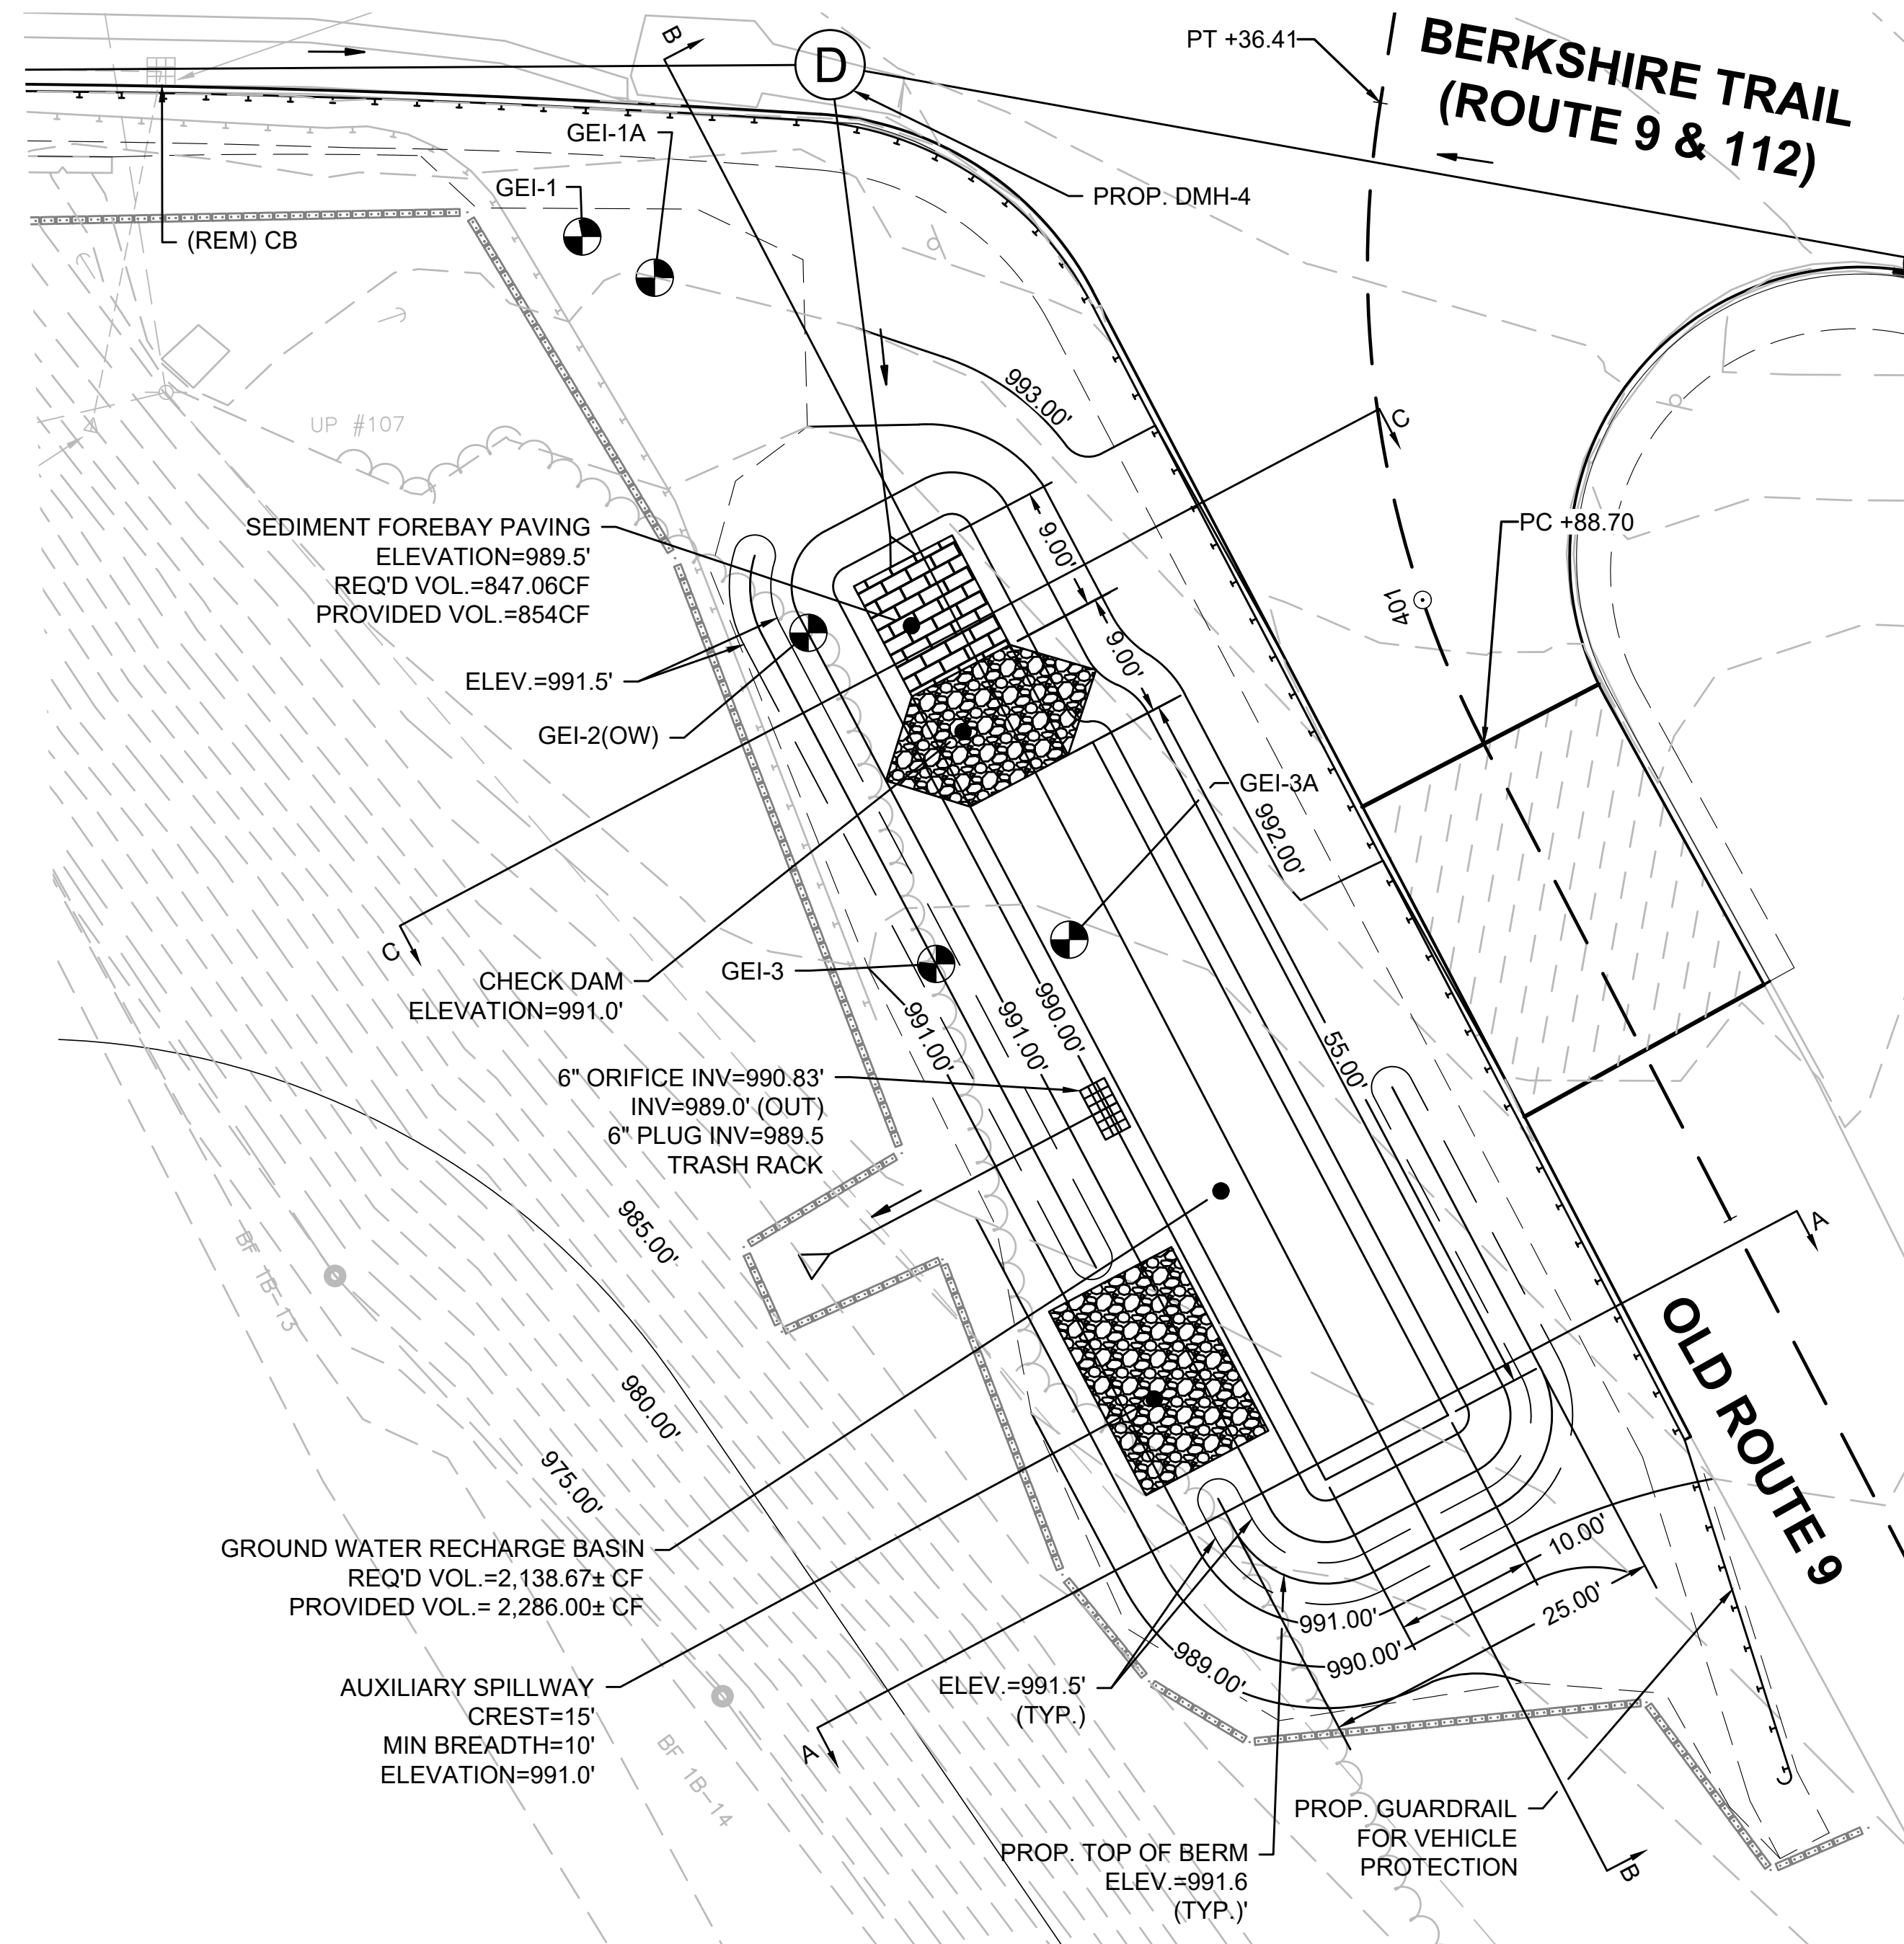 B
D
PT +36.41
BERKSHIRE TRAIL
(ROUTE 9 & 112)
GEI-1A
GEI-1
PROP. DMH-4
(REM) CB
993.00'
C
UP #107
SEDIMENT FOREBAY PAVING
ELEVATION=989.5'
REQ'D VOL.=847.06CF
PROVIDED VOL.=854CF
9.00'
PC +88.70
401
9.00'
ELEV.=991.5'
GEI-2(OW)
GEI-3A
992.00'
C
CHECK DAM
ELEVATION=991.0'
GEI-3
991.00'
991.00'
990.00'
55.00'
6" ORIFICE INV=990.83'
INV=989.0' (OUT)
6" PLUG INV=989.5
TRASH RACK
985.00'
BF 1B-13
A
OLD ROUTE 9
980.00'
975.00'
GROUND WATER RECHARGE BASIN
REQ'D VOL.=2,138.67± CF
PROVIDED VOL.= 2,286.00± CF
10.00'
25.00'
991.00'
990.00'
989.00'
AUXILIARY SPILLWAY
CREST=15'
MIN BREADTH=10'
ELEVATION=991.0'
ELEV.=991.5'
(TYP.)
A
BF 1B-14
PROP. GUARDRAIL
FOR VEHICLE
PROTECTION
PROP. TOP OF BERM
ELEV.=991.6
(TYP.)'
B